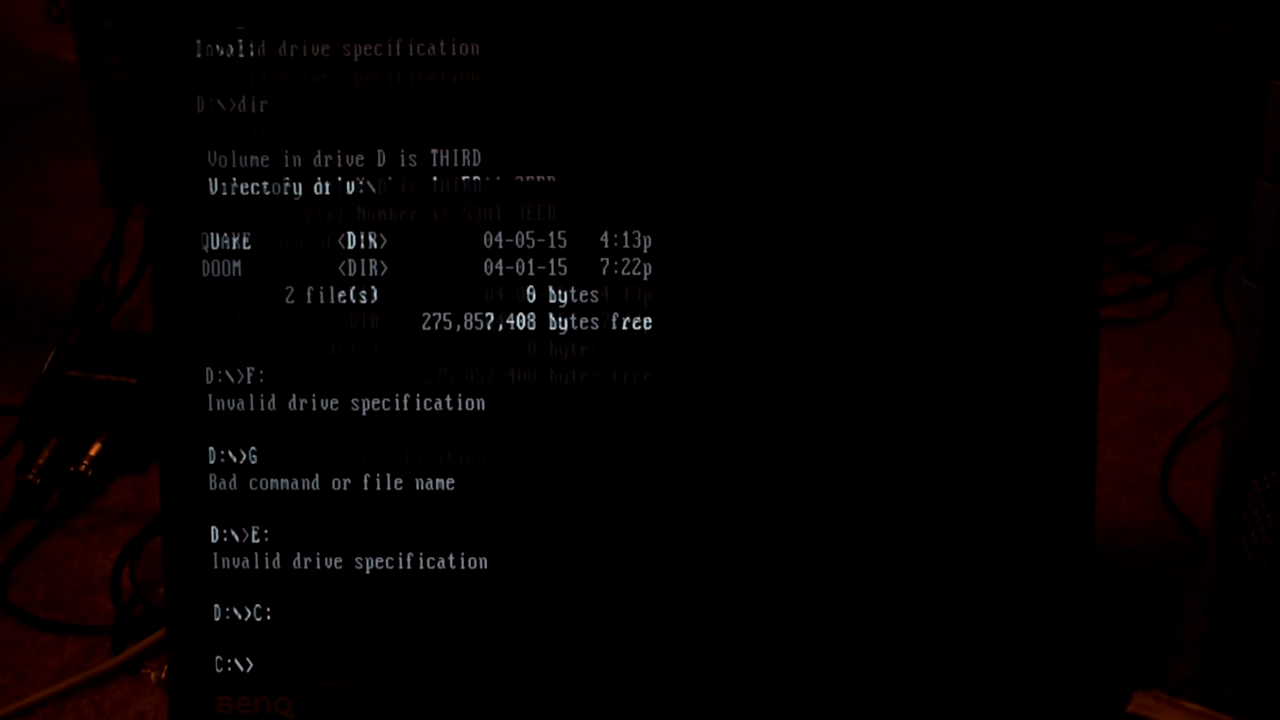 Invalid drive specification
D:\>dir
Volume in drive D is THIRD
QUAKE <DIR> 04-05-15 4:13p
DOOM <DIR> 04-01-15 7:22p
2 file(s) 0 bytes
275,857,408 bytes free
D:\>F:
Invalid drive specification
D:\>G
Bad command or file name
D:\>E:
Invalid drive specification
D:\>C:
C:\>
BenQ